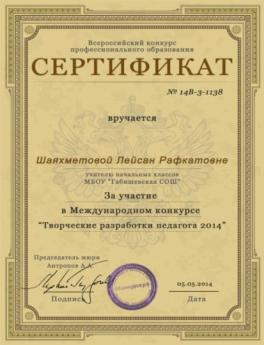 Всероссийский конкурс
профессионального образования
СЕРТИФИКАТ
№ 14В-3-1138
вручается
Шаяхметовой Лейсан Рафкатовне
учителю начальных классов
МБОУ "Габишевская СОШ"
За участие
в Международном конкурсе
"Творческие разработки педагога 2014"
Председатель жюри
Антропов А.А.
05.05.2014
Подпись
Дата